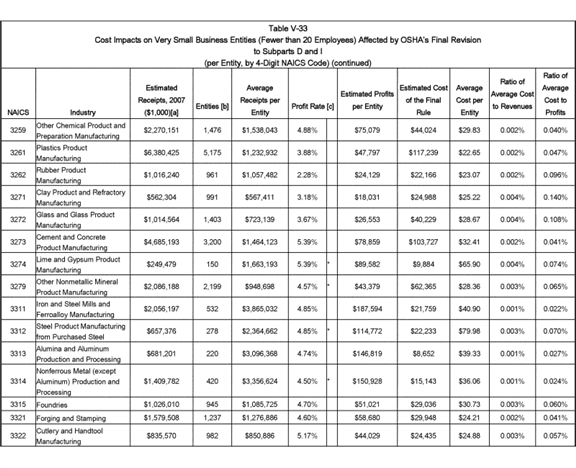 Table V-33
Cost Impacts on Very Small Business Entities (Fewer than 20 Employees) Affected by OSHA's Final Revision
to Subparts D and I
(per Entity, by 4-Digit NAICS Code) (continued)
NAICS Industry Estimated Receipts, 2007 ($1,000)[a] Entities [b] Average Receipts per Entity Profit Rate [c] Estimated Profits per Entity Estimated Cost of the Final Rule Average Cost per Entity Ratio of Average Cost to Revenues Ratio of Average Cost to Profits
3259 Other Chemical Product and Preparation Manufacturing $2,270,151 1,476 $1,538,043 4.88% $75,079 $44,024 $29.83 0.002% 0.040%
3261 Plastics Product Manufacturing $6,380,425 5,175 $1,232,932 3.88% $47,797 $117,239 $22.65 0.002% 0.047%
3262 Rubber Product Manufacturing $1,016,240 961 $1,057,482 2.28% $24,129 $22,166 $23.07 0.002% 0.096%
3271 Clay Product and Refractory Manufacturing $562,304 991 $567,411 3.18% $18,031 $24,988 $25.22 0.004% 0.140%
3272 Glass and Glass Product Manufacturing $1,014,564 1,403 $723,139 3.67% $26,553 $40,229 $28.67 0.004% 0.108%
3273 Cement and Concrete Product Manufacturing $4,685,193 3,200 $1,464,123 5.39% $78,859 $103,727 $32.41 0.002% 0.041%
3274 Lime and Gypsum Product Manufacturing $249,479 150 $1,663,193 5.39% * $89,582 $9,884 $65.90 0.004% 0.074%
3279 Other Nonmetallic Mineral Product Manufacturing $2,086,188 2,199 $948,698 4.57% * $43,379 $62,365 $28.36 0.003% 0.065%
3311 Iron and Steel Mills and Ferroalloy Manufacturing $2,056,197 532 $3,865,032 4.85% $187,594 $21,759 $40.90 0.001% 0.022%
3312 Steel Product Manufacturing from Purchased Steel $657,376 278 $2,364,662 4.85% * $114,772 $22,233 $79.98 0.003% 0.070%
3313 Alumina and Aluminum Production and Processing $681,201 220 $3,096,368 4.74% $146,819 $8,652 $39.33 0.001% 0.027%
3314 Nonferrous Metal (except Aluminum) Production and Processing $1,409,782 420 $3,356,624 4.50% * $150,928 $15,143 $36.06 0.001% 0.024%
3315 Foundries $1,026,010 945 $1,085,725 4.70% $51,021 $29,036 $30.73 0.003% 0.060%
3321 Forging and Stamping $1,579,508 1,237 $1,276,886 4.60% $58,680 $29,948 $24.21 0.002% 0.041%
3322 Cutlery and Handtool Manufacturing $835,570 982 $850,886 5.17% $44,029 $24,435 $24.88 0.003% 0.057%